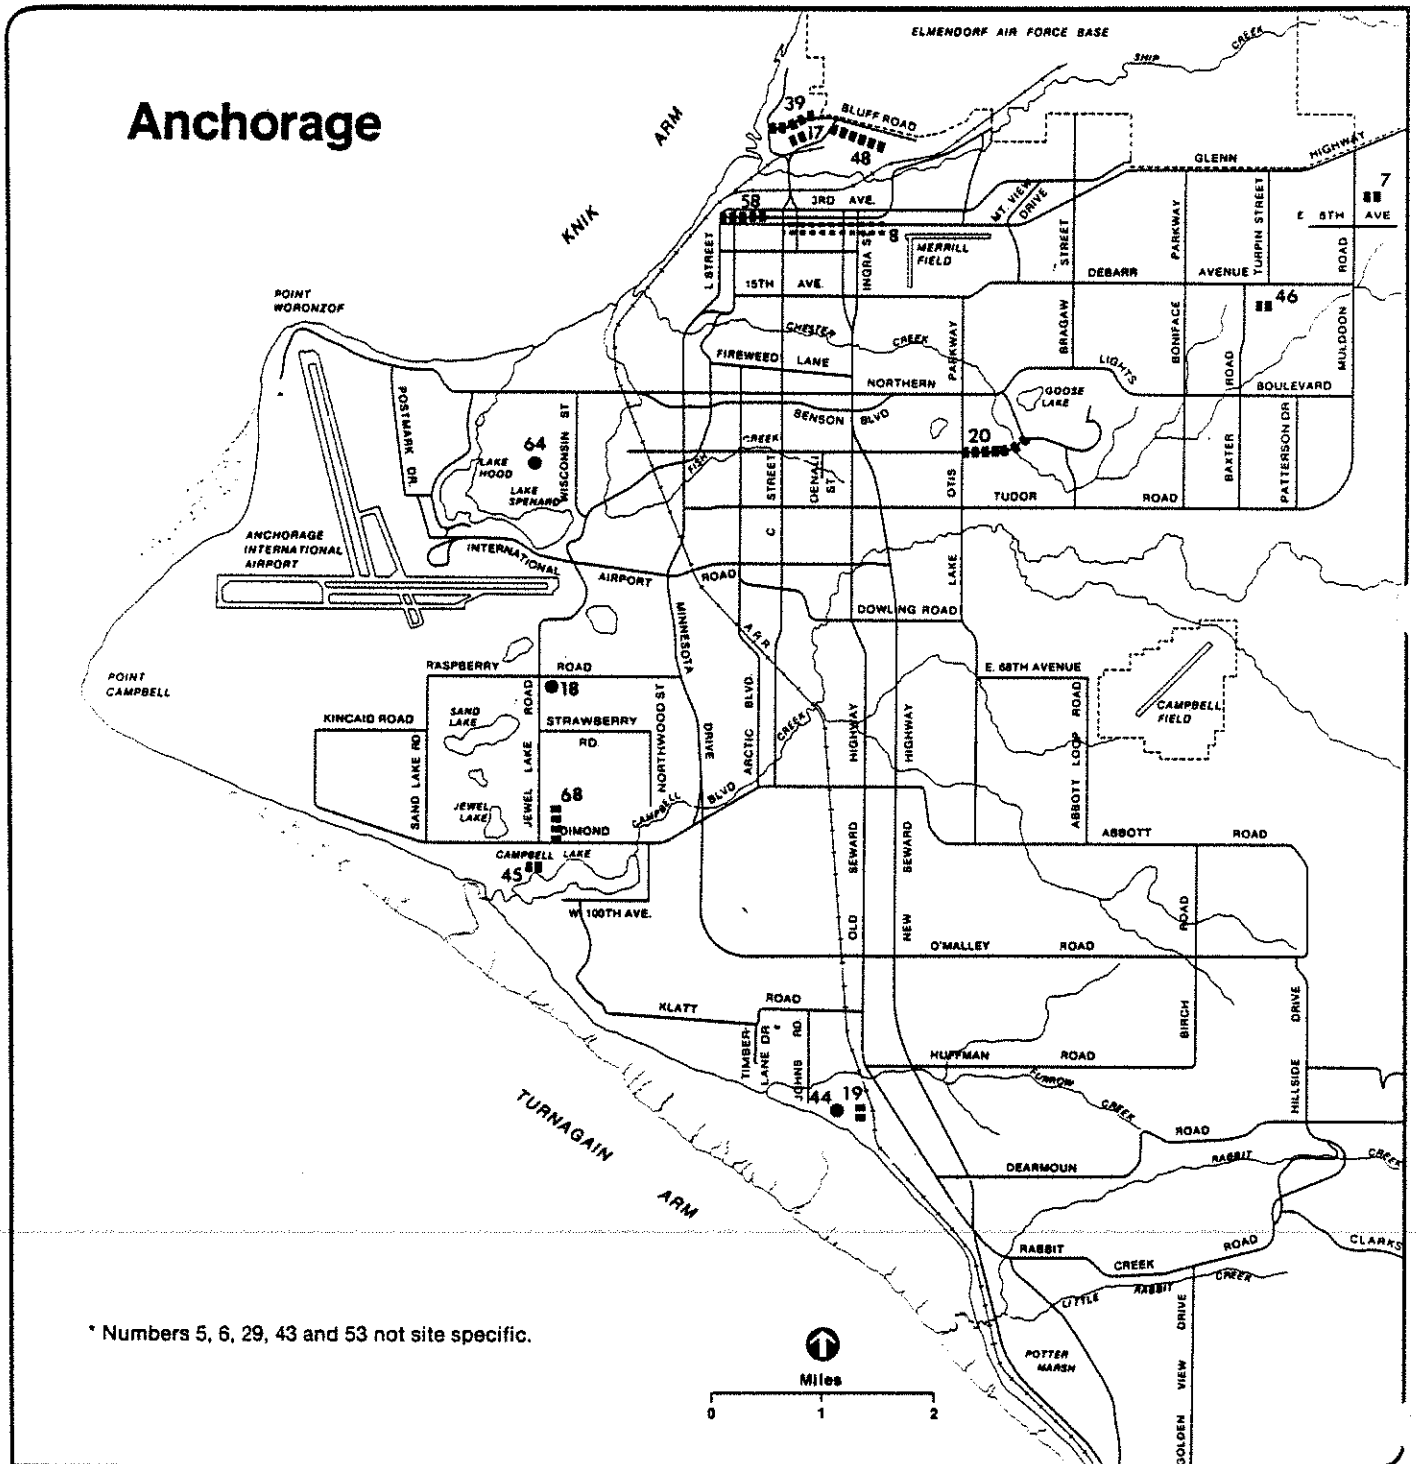 Anchorage
ELMENDORF AIR FORCE BASE
SHIP
CREEK
39
BLUFF ROAD
17
48
KNIK
ARM
GLENN
HIGHWAY
7
58
3RD AVE.
MT. VIEW
DRIVE
E 6TH AVE
8
MERRILL
FIELD
L STREET
INGRA S
STREET
PARKWAY
TURPIN STREET
ROAD
DEBARR
AVENUE
15TH AVE.
46
POINT
WORONZOF
CHESTER
CREEK
FIREWEED LANE
PARKWAY
BRAGAW
BONIFACE
ROAD
MULDOON
NORTHERN
LIGHTS
BOULEVARD
BENSON BLVD
GOOSE
LAKE
POSTMARK DR.
WISCONSIN ST
64
LAKE
HOOD
LAKE
SPENARD
FISH
CREEK
20
STREET
C
DENALI
ST
OTIS
LAKE
BAXTER
PATTERSON DR
TUDOR
ROAD
ANCHORAGE
INTERNATIONAL
AIRPORT
INTERNATIONAL
AIRPORT
ROAD
DOWLING ROAD
MINNESOTA
DRIVE
A R R
POINT
CAMPBELL
RASPBERRY
ROAD
18
E. 68TH AVENUE
CAMPBELL
FIELD
KINCAID ROAD
SAND
LAKE
STRAWBERRY
RD.
SAND LAKE RD
JEWEL LAKE ROAD
NORTHWOOD ST
ARCTIC BLVD.
CREEK
CAMPBELL
HIGHWAY
HIGHWAY
ABBOTT LOOP ROAD
68
JEWEL
LAKE
DIMOND
BLVD
ABBOTT
ROAD
CAMPBELL LAKE
45
W. 100TH AVE.
OLD SEWARD
NEW SEWARD
ROAD
BIRCH
O'MALLEY
ROAD
KLATT
ROAD
TIMBER-
LANE DR
JOHNS RD
HUFFMAN
ROAD
HILLSIDE DRIVE
FURROW
CREEK
44
19
ROAD
DEARMOUN
RABBIT
CREEK
TURNAGAIN
ARM
RABBIT
CREEK
ROAD
CLARKS
LITTLE
RABBIT
CREEK
POTTER
MARSH
GOLDEN VIEW DRIVE
* Numbers 5, 6, 29, 43 and 53 not site specific.
Miles
0 1 2